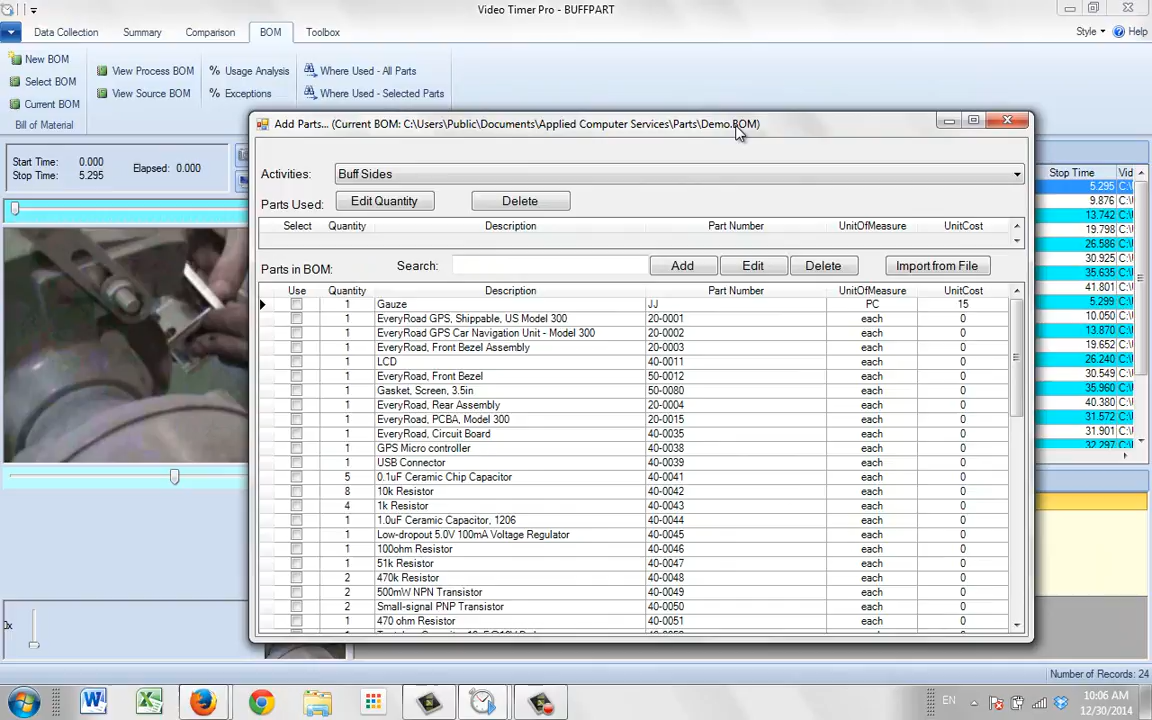 Video Timer Pro - BUFFPART
Data Collection Summary Comparison BOM Toolbox Style Help
New BOM View Process BOM % Usage Analysis Where Used - All Parts
Select BOM View Source BOM % Exceptions Where Used - Selected Parts
Current BOM
Bill of Material
Add Parts... (Current BOM: C:\Users\Public\Documents\Applied Computer Services\Parts\Demo.BOM)
Start Time: 0.000
Stop Time: 5.295 Elapsed: 0.000
Activities: Buff Sides
Parts Used: Edit Quantity Delete
Select Quantity Description Part Number UnitOfMeasure UnitCost
Parts in BOM: Search: Add Edit Delete Import from File
Use Quantity Description Part Number UnitOfMeasure UnitCost
1 Gauze JJ PC 15
1 EveryRoad GPS, Shippable, US Model 300 20-0001 each 0
1 EveryRoad GPS Car Navigation Unit - Model 300 20-0002 each 0
1 EveryRoad, Front Bezel Assembly 20-0003 each 0
1 LCD 40-0011 each 0
1 EveryRoad, Front Bezel 50-0012 each 0
1 Gasket, Screen, 3.5in 50-0080 each 0
1 EveryRoad, Rear Assembly 20-0004 each 0
1 EveryRoad, PCBA, Model 300 20-0015 each 0
1 EveryRoad, Circuit Board 40-0035 each 0
1 GPS Micro controller 40-0038 each 0
1 USB Connector 40-0039 each 0
5 0.1uF Ceramic Chip Capacitor 40-0041 each 0
8 10k Resistor 40-0042 each 0
4 1k Resistor 40-0043 each 0
1 1.0uF Ceramic Capacitor, 1206 40-0044 each 0
1 Low-dropout 5.0V 100mA Voltage Regulator 40-0045 each 0
1 100ohm Resistor 40-0046 each 0
1 51k Resistor 40-0047 each 0
2 470k Resistor 40-0048 each 0
2 500mW NPN Transistor 40-0049 each 0
2 Small-signal PNP Transistor 40-0050 each 0
1 470 ohm Resistor 40-0051 each 0
Stop Time Vid
5.295 C:\
9.876 C:\
13.742 C:\
19.798 C:\
26.586 C:\
30.925 C:\
35.635 C:\
41.801 C:\
5.299 C:\
10.050 C:\
13.870 C:\
19.652 C:\
26.240 C:\
30.549 C:\
35.960 C:\
40.380 C:\
31.572 C:\
31.901 C:\
32.297 C:\
0x
Number of Records: 24
EN
10:06 AM
12/30/2014